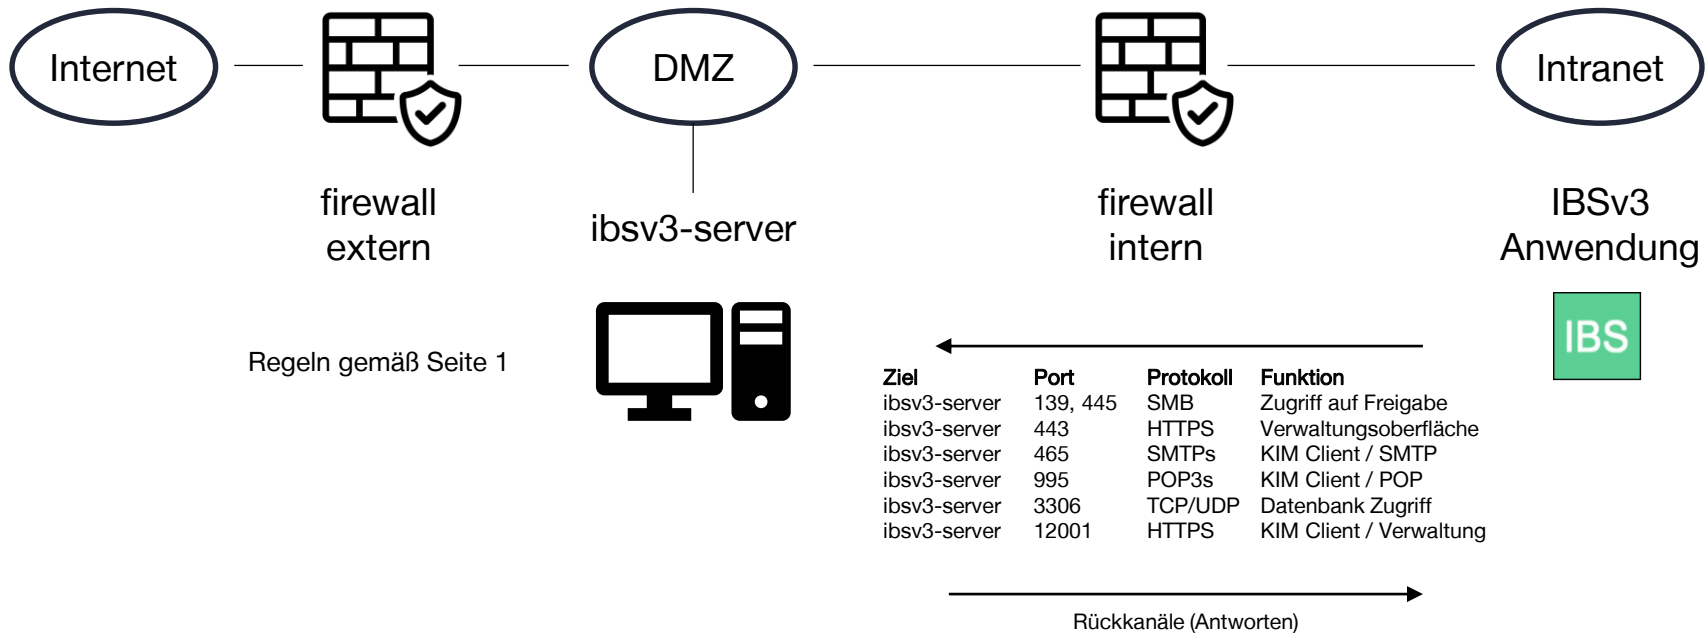 Internet
DMZ
Intranet
firewall
extern
ibsv3-server
firewall
intern
IBSv3
Anwendung
IBS
Regeln gemäß Seite 1
Ziel Port Protokoll Funktion
ibsv3-server 139, 445 SMB Zugriff auf Freigabe
ibsv3-server 443 HTTPS Verwaltungsoberfläche
ibsv3-server 465 SMTPs KIM Client / SMTP
ibsv3-server 995 POP3s KIM Client / POP
ibsv3-server 3306 TCP/UDP Datenbank Zugriff
ibsv3-server 12001 HTTPS KIM Client / Verwaltung
Rückkanäle (Antworten)